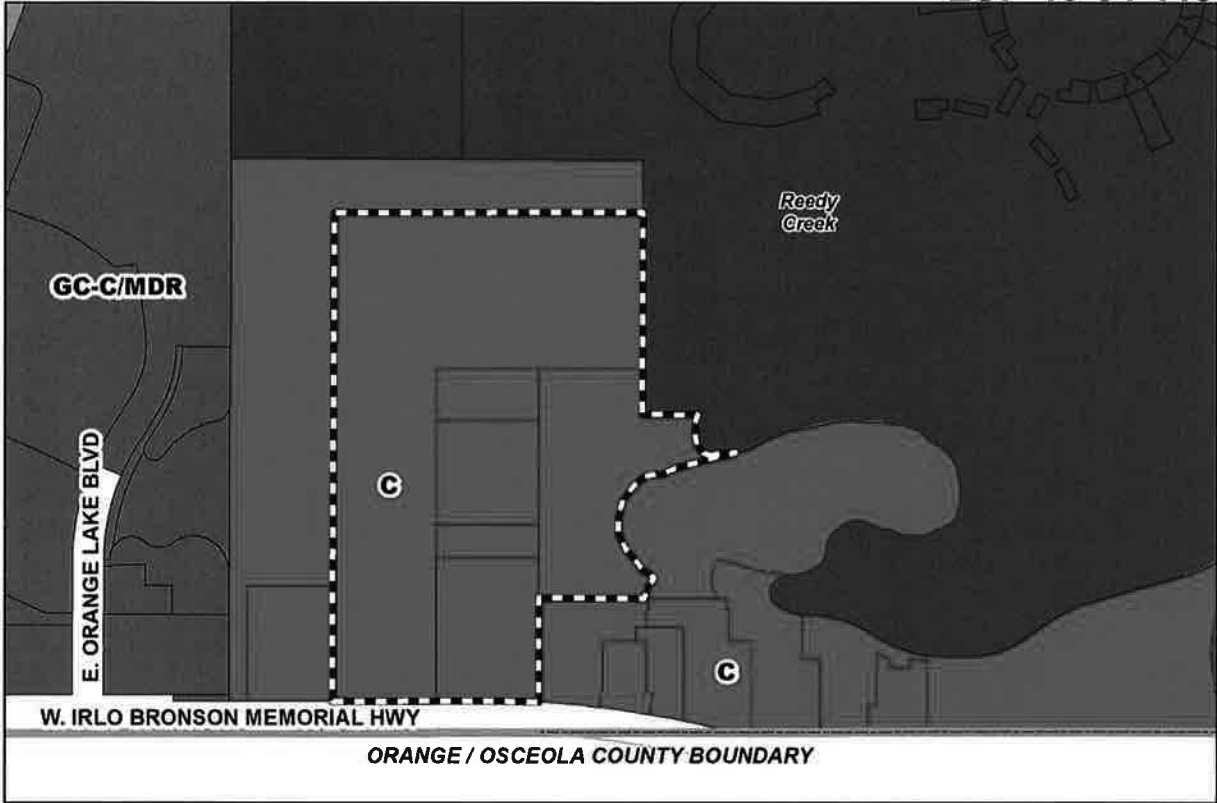 Reedy
Creek
GC-C/MDR
C
E. ORANGE LAKE BLVD
C
W. IRLO BRONSON MEMORIAL HWY
ORANGE / OSCEOLA COUNTY BOUNDARY